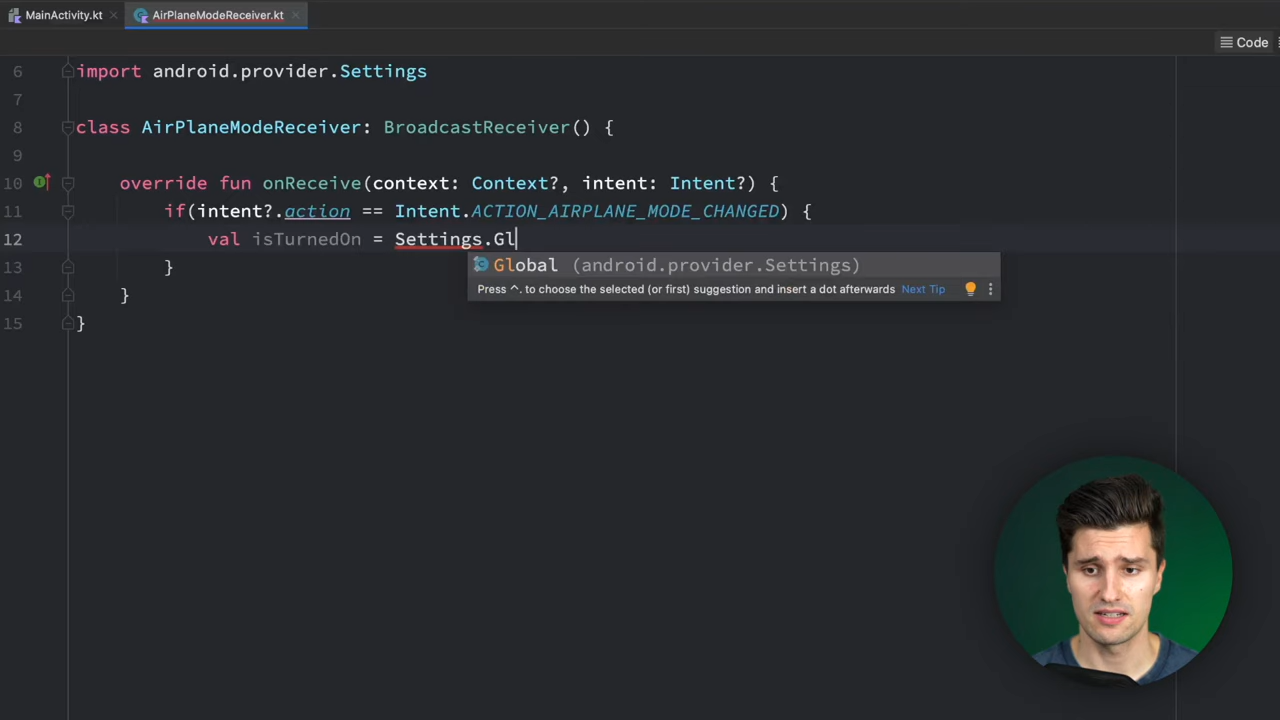 MainActivity.kt
AirPlaneModeReceiver.kt
Code
6 import android.provider.Settings
7
8 class AirPlaneModeReceiver: BroadcastReceiver() {
9
10 override fun onReceive(context: Context?, intent: Intent?) {
11 if(intent?.action == Intent.ACTION_AIRPLANE_MODE_CHANGED) {
12 val isTurnedOn = Settings.Gl
Global (android.provider.Settings)
Press ^. to choose the selected (or first) suggestion and insert a dot afterwards Next Tip
13 }
14 }
15 }